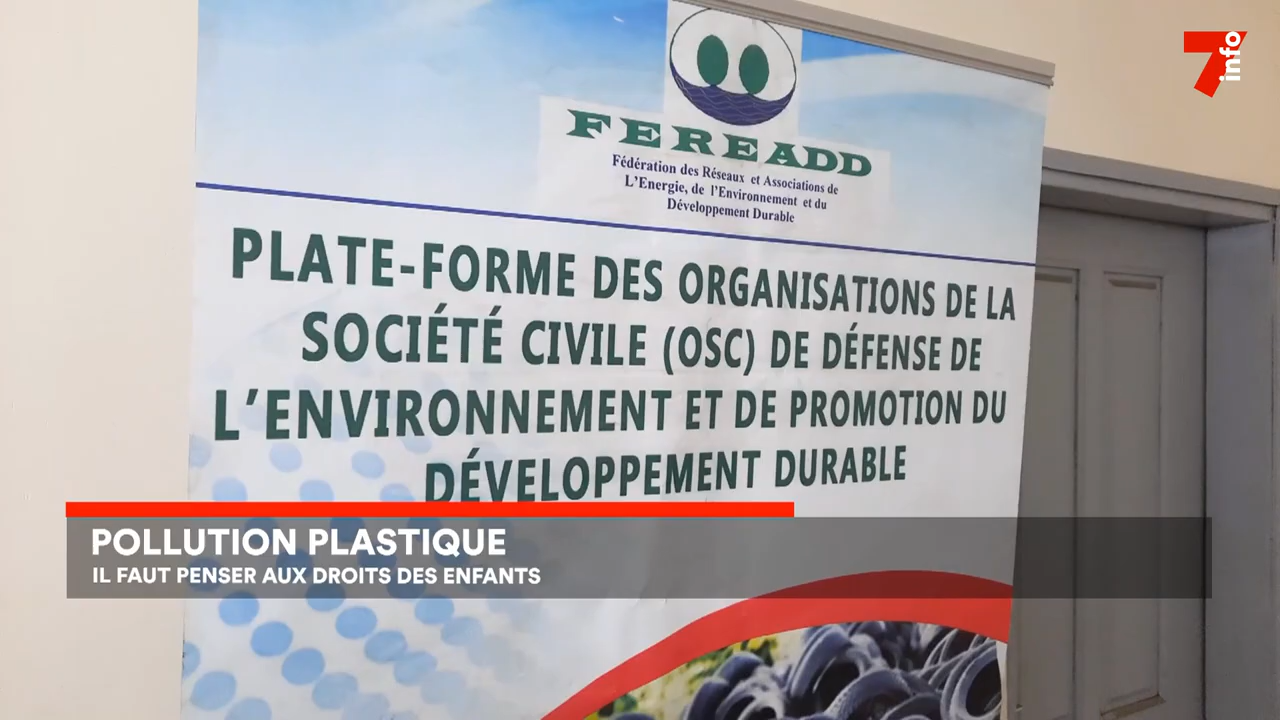 7 info
FEREADD
Fédération des Réseaux et Associations de
L'Energie, de l'Environnement et du
Développement Durable
PLATE-FORME DES ORGANISATIONS DE LA
SOCIÉTÉ CIVILE (OSC) DE DÉFENSE DE
L'ENVIRONNEMENT ET DE PROMOTION DU
DÉVELOPPEMENT DURABLE
POLLUTION PLASTIQUE
IL FAUT PENSER AUX DROITS DES ENFANTS